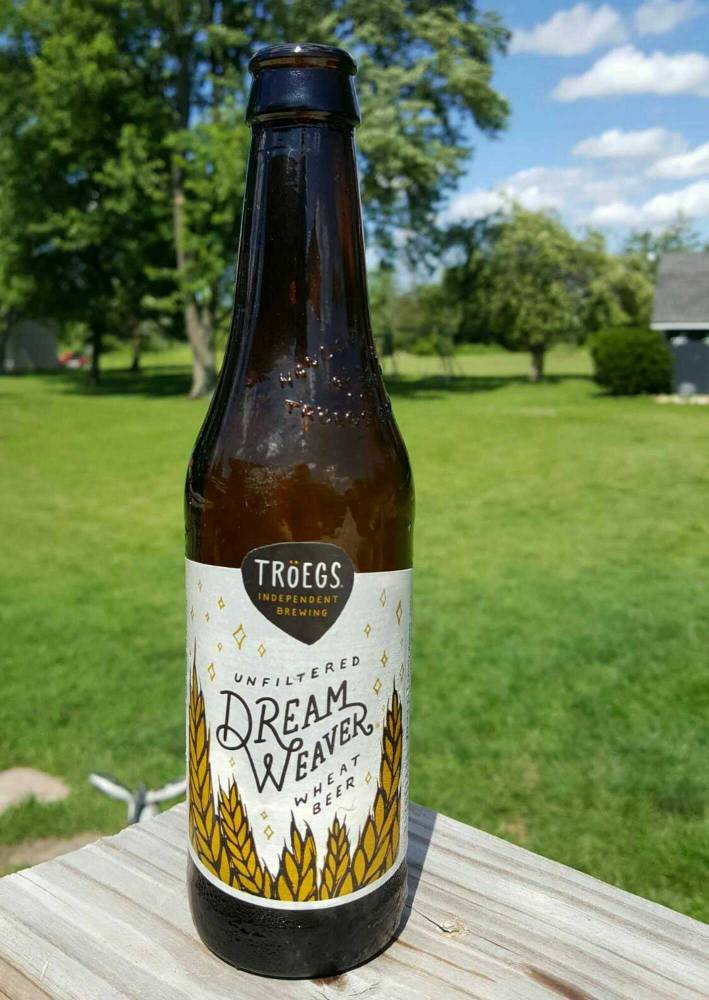 TRöEGS
INDEPENDENT
BREWING
UNFILTERED
DREAM
WEAVER
WHEAT
BEER